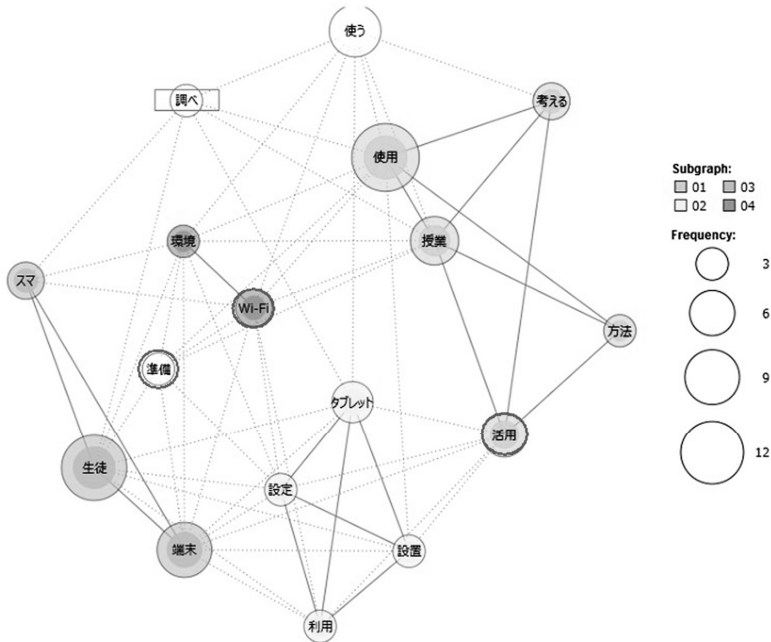 使う
調べ
考える
使用
授業
環境
スマ
Wi-Fi
方法
準備
タブレット
活用
生徒
設定
端末
設置
利用
Subgraph:
01 03
02 04
Frequency:
3
6
9
12